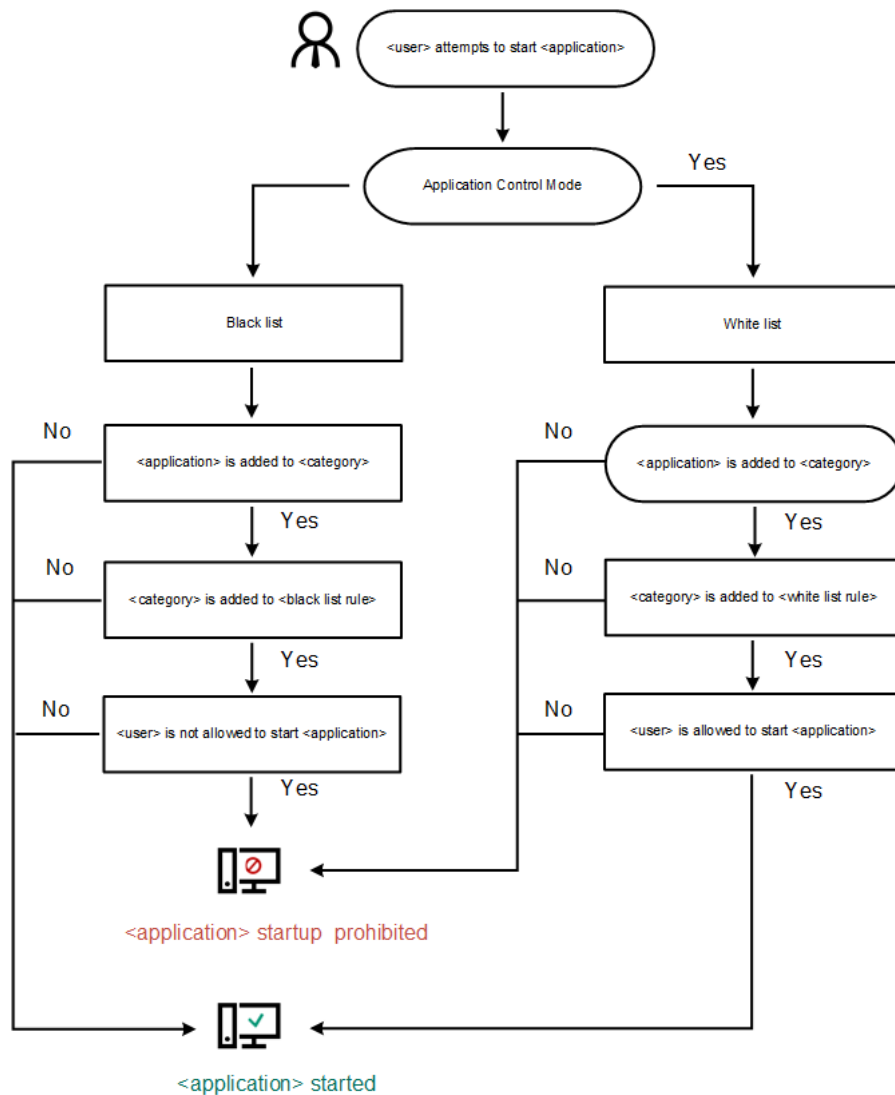 <user> attempts to start <application>
Application Control Mode
Yes
Black list
White list
No
<application> is added to <category>
No
<application> is added to <category>
Yes
Yes
No
<category> is added to <black list rule>
No
<category> is added to <white list rule>
Yes
Yes
No
<user> is not allowed to start <application>
No
<user> is allowed to start <application>
Yes
Yes
<application> startup prohibited
<application> started